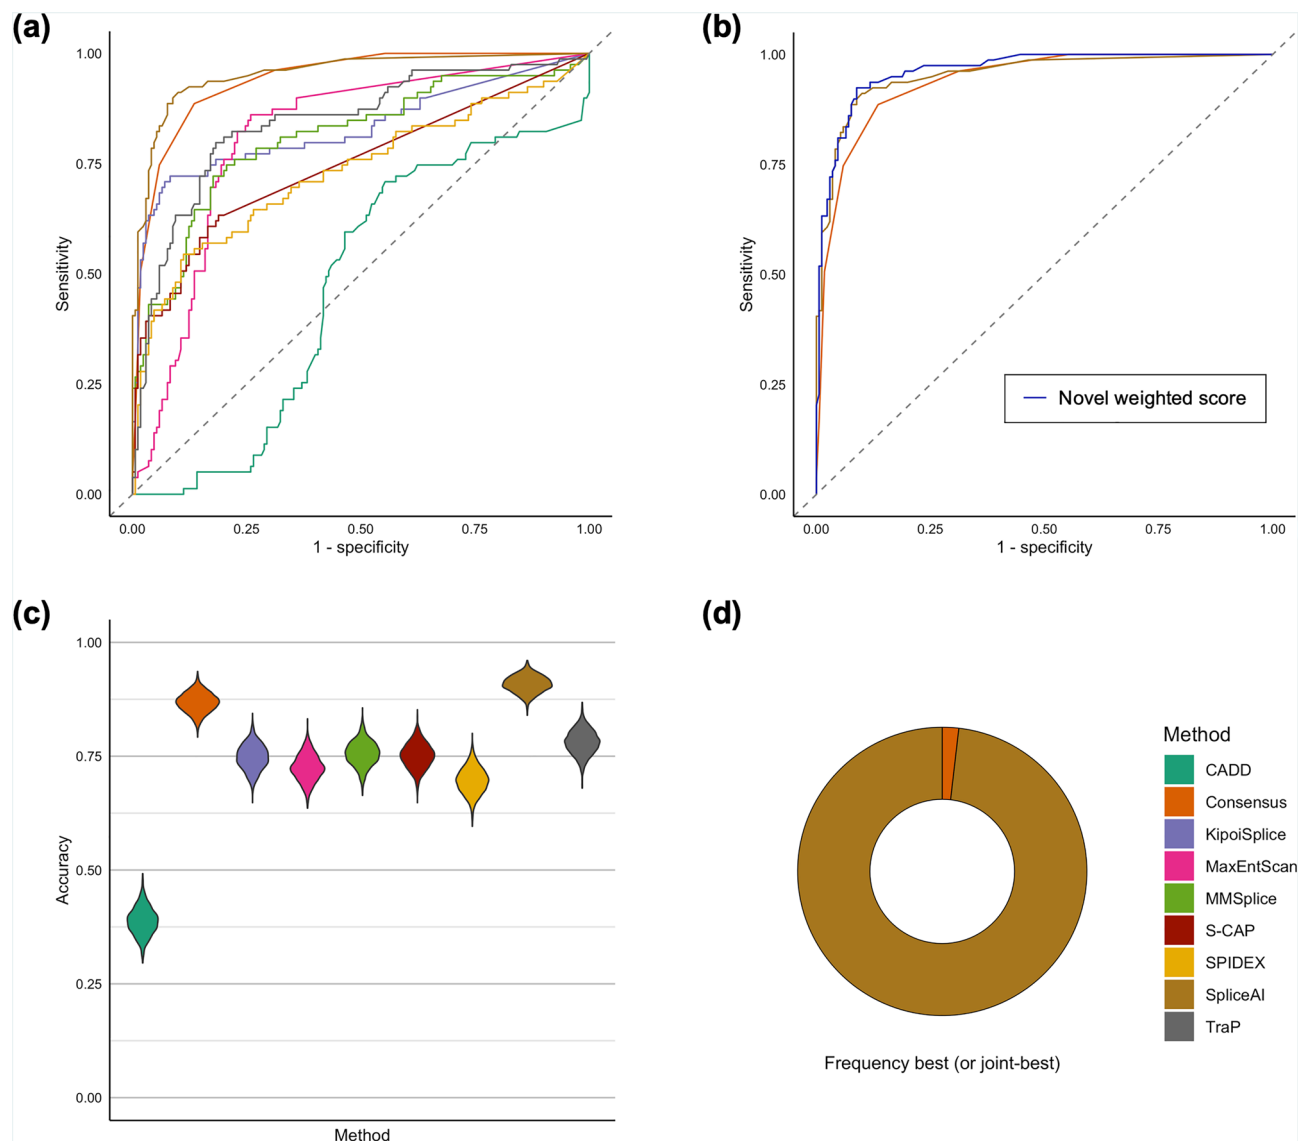 (a)
1.00
0.75
0.50
0.25
0.00
Sensitivity
0.00 0.25 0.50 0.75 1.00
1 - specificity
(b)
1.00
0.75
0.50
0.25
0.00
Sensitivity
Novel weighted score
0.00 0.25 0.50 0.75 1.00
1 - specificity
(c)
1.00
0.75
0.50
0.25
0.00
Accuracy
Method
(d)
Frequency best (or joint-best)
Method
CADD
Consensus
KipoiSplice
MaxEntScan
MMSplice
S-CAP
SPIDEX
SpliceAI
TraP